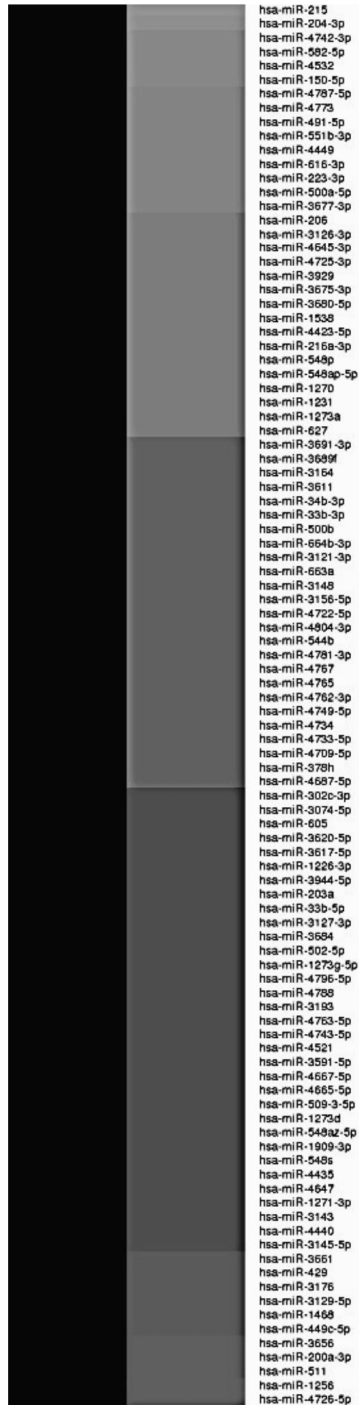 hsa-miR-215
hsa-miR-204-3p
hsa-miR-4742-3p
hsa-miR-582-5p
hsa-miR-4532
hsa-miR-150-5p
hsa-miR-4787-5p
hsa-miR-4773
hsa-miR-491-5p
hsa-miR-551b-3p
hsa-miR-4449
hsa-miR-616-3p
hsa-miR-223-3p
hsa-miR-500a-5p
hsa-miR-3677-3p
hsa-miR-206
hsa-miR-3126-3p
hsa-miR-4645-3p
hsa-miR-4725-3p
hsa-miR-3929
hsa-miR-3675-3p
hsa-miR-3680-5p
hsa-miR-1538
hsa-miR-4423-5p
hsa-miR-216a-3p
hsa-miR-548p
hsa-miR-548ap-5p
hsa-miR-1270
hsa-miR-1231
hsa-miR-1273a
hsa-miR-627
hsa-miR-3691-3p
hsa-miR-3689f
hsa-miR-3164
hsa-miR-3611
hsa-miR-34b-3p
hsa-miR-33b-3p
hsa-miR-500b
hsa-miR-664b-3p
hsa-miR-3121-3p
hsa-miR-663a
hsa-miR-3148
hsa-miR-3156-5p
hsa-miR-4722-5p
hsa-miR-4804-3p
hsa-miR-544b
hsa-miR-4781-3p
hsa-miR-4767
hsa-miR-4765
hsa-miR-4762-3p
hsa-miR-4749-5p
hsa-miR-4734
hsa-miR-4733-5p
hsa-miR-4709-5p
hsa-miR-378h
hsa-miR-4687-5p
hsa-miR-302c-3p
hsa-miR-3074-5p
hsa-miR-605
hsa-miR-3620-5p
hsa-miR-3617-5p
hsa-miR-1226-3p
hsa-miR-3944-5p
hsa-miR-203a
hsa-miR-33b-5p
hsa-miR-3127-3p
hsa-miR-3684
hsa-miR-502-5p
hsa-miR-1273g-5p
hsa-miR-4796-5p
hsa-miR-4788
hsa-miR-3193
hsa-miR-4763-5p
hsa-miR-4743-5p
hsa-miR-4521
hsa-miR-3591-5p
hsa-miR-4667-5p
hsa-miR-4665-5p
hsa-miR-509-3-5p
hsa-miR-1273d
hsa-miR-548az-5p
hsa-miR-1909-3p
hsa-miR-548s
hsa-miR-4435
hsa-miR-4647
hsa-miR-1271-3p
hsa-miR-3143
hsa-miR-4440
hsa-miR-3145-5p
hsa-miR-3661
hsa-miR-429
hsa-miR-3176
hsa-miR-3129-5p
hsa-miR-1468
hsa-miR-449c-5p
hsa-miR-3656
hsa-miR-200a-3p
hsa-miR-511
hsa-miR-1256
hsa-miR-4726-5p